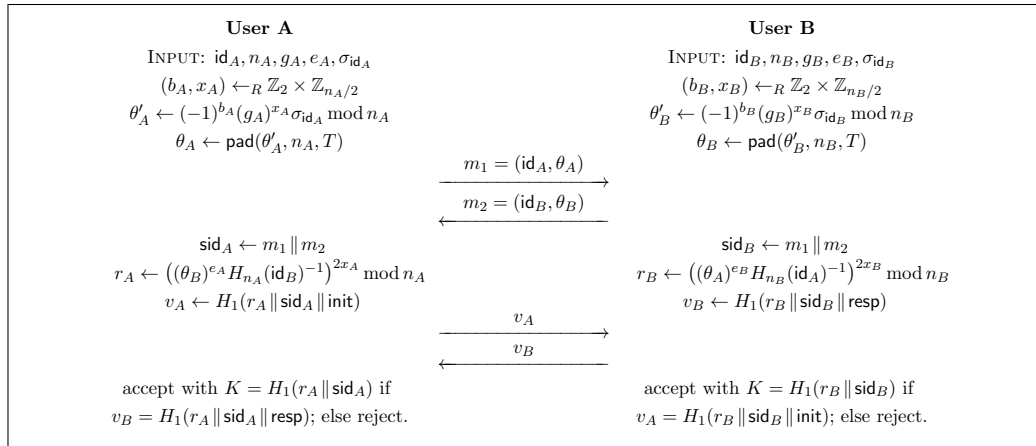 User A User B
INPUT: id_A, n_A, g_A, e_A, σ_{id_A} INPUT: id_B, n_B, g_B, e_B, σ_{id_B}
(b_A, x_A) ←_R ℤ_2 × ℤ_{n_A/2} (b_B, x_B) ←_R ℤ_2 × ℤ_{n_B/2}
θ'_A ← (−1)^{b_A}(g_A)^{x_A}σ_{id_A} mod n_A θ'_B ← (−1)^{b_B}(g_B)^{x_B}σ_{id_B} mod n_B
θ_A ← pad(θ'_A, n_A, T) θ_B ← pad(θ'_B, n_B, T)
m_1 = (id_A, θ_A)
m_2 = (id_B, θ_B)
sid_A ← m_1 ∥ m_2 sid_B ← m_1 ∥ m_2
r_A ← ((θ_B)^{e_A} H_{n_A}(id_B)^{−1})^{2x_A} mod n_A r_B ← ((θ_A)^{e_B} H_{n_B}(id_A)^{−1})^{2x_B} mod n_B
v_A ← H_1(r_A ∥ sid_A ∥ init) v_B ← H_1(r_B ∥ sid_B ∥ resp)
v_A
v_B
accept with K = H_1(r_A ∥ sid_A) if accept with K = H_1(r_B ∥ sid_B) if
v_B = H_1(r_A ∥ sid_A ∥ resp); else reject. v_A = H_1(r_B ∥ sid_B ∥ init); else reject.